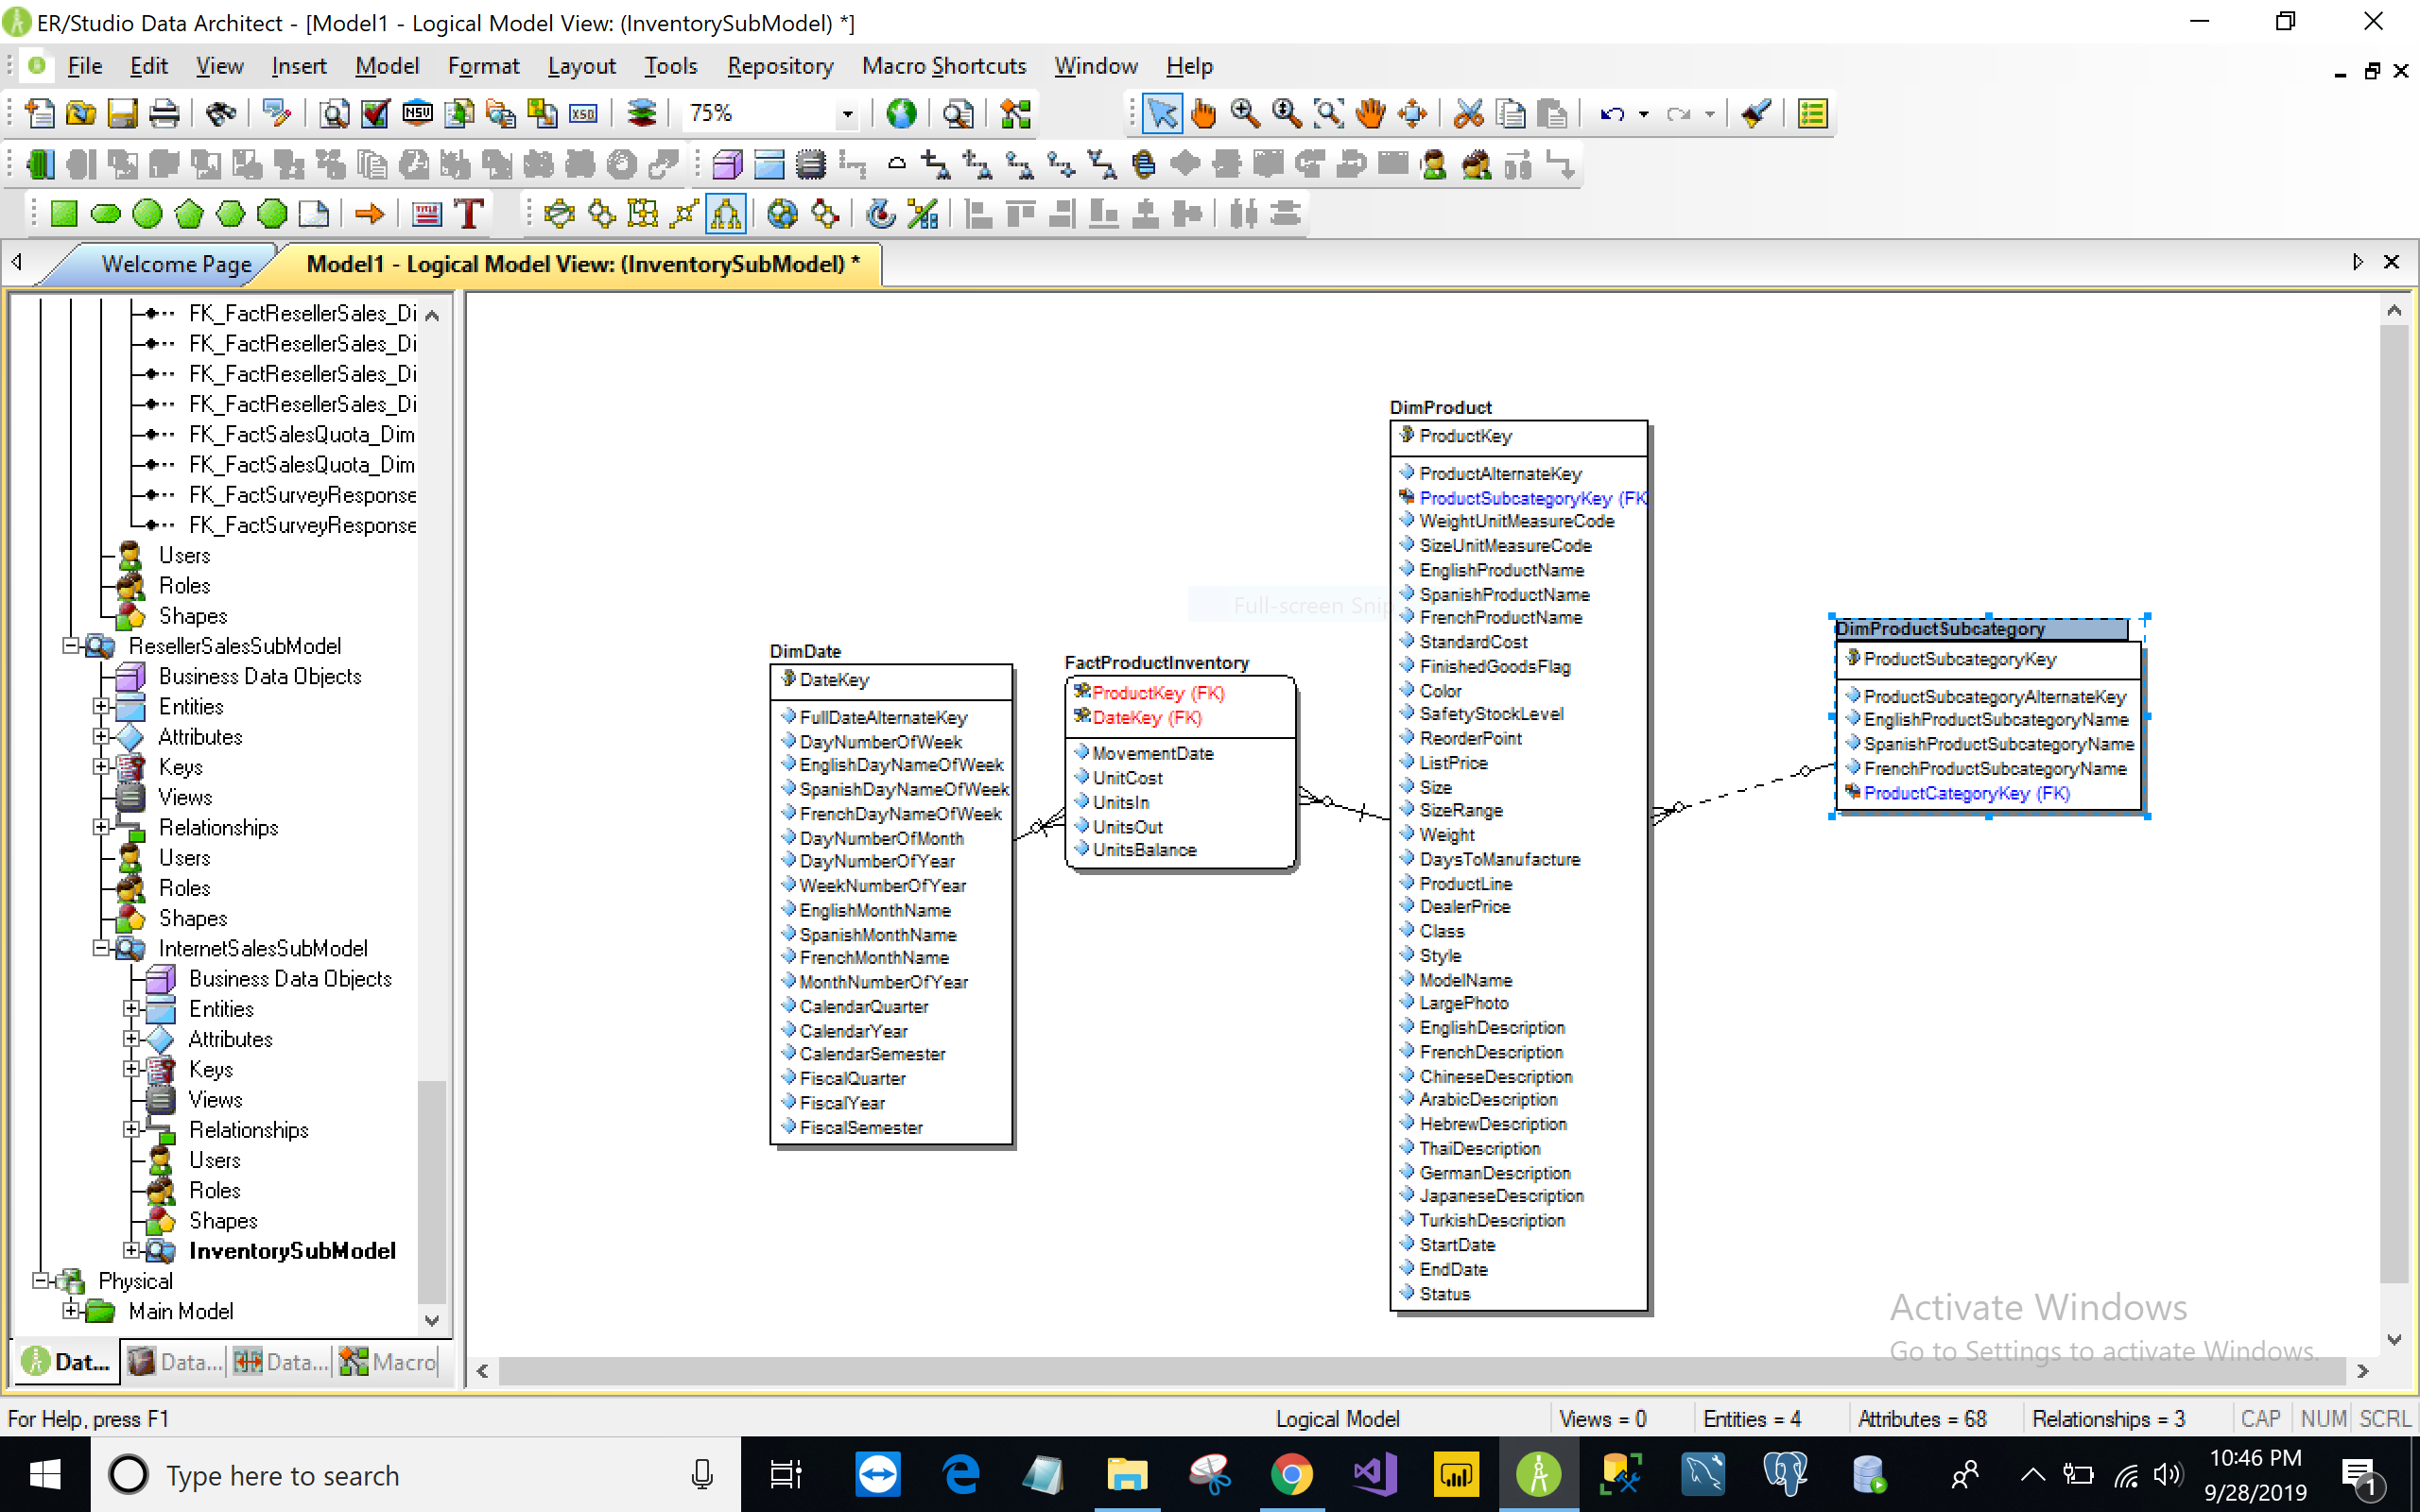 ER/Studio Data Architect - [Model1 - Logical Model View: (InventorySubModel) *]
File Edit View Insert Model Format Layout Tools Repository Macro Shortcuts Window Help
NSU
XSD
75%
TITLE
T
Welcome Page
Model1 - Logical Model View: (InventorySubModel) *
FK_FactResellerSales_Di
FK_FactResellerSales_Di
FK_FactResellerSales_Di
FK_FactResellerSales_Di
FK_FactSalesQuota_Dim
FK_FactSalesQuota_Dim
FK_FactSurveyResponse
FK_FactSurveyResponse
Users
Roles
Shapes
ResellerSalesSubModel
Business Data Objects
Entities
Attributes
Keys
Views
Relationships
Users
Roles
Shapes
InternetSalesSubModel
Business Data Objects
Entities
Attributes
Keys
Views
Relationships
Users
Roles
Shapes
InventorySubModel
Physical
Main Model
Dat... Data... Data... Macro
DimDate
DateKey
FullDateAlternateKey
DayNumberOfWeek
EnglishDayNameOfWeek
SpanishDayNameOfWeek
FrenchDayNameOfWeek
DayNumberOfMonth
DayNumberOfYear
WeekNumberOfYear
EnglishMonthName
SpanishMonthName
FrenchMonthName
MonthNumberOfYear
CalendarQuarter
CalendarYear
CalendarSemester
FiscalQuarter
FiscalYear
FiscalSemester
FactProductInventory
ProductKey (FK)
DateKey (FK)
MovementDate
UnitCost
UnitsIn
UnitsOut
UnitsBalance
Full-screen Snip
DimProduct
ProductKey
ProductAlternateKey
ProductSubcategoryKey (FK
WeightUnitMeasureCode
SizeUnitMeasureCode
EnglishProductName
SpanishProductName
FrenchProductName
StandardCost
FinishedGoodsFlag
Color
SafetyStockLevel
ReorderPoint
ListPrice
Size
SizeRange
Weight
DaysToManufacture
ProductLine
DealerPrice
Class
Style
ModelName
LargePhoto
EnglishDescription
FrenchDescription
ChineseDescription
ArabicDescription
HebrewDescription
ThaiDescription
GermanDescription
JapaneseDescription
TurkishDescription
StartDate
EndDate
Status
DimProductSubcategory
ProductSubcategoryKey
ProductSubcategoryAlternateKey
EnglishProductSubcategoryName
SpanishProductSubcategoryName
FrenchProductSubcategoryName
ProductCategoryKey (FK)
Activate Windows
Go to Settings to activate Windows.
For Help, press F1
Logical Model Views = 0 Entities = 4 Attributes = 68 Relationships = 3 CAP NUM SCRL
Type here to search
10:46 PM
9/28/2019
1